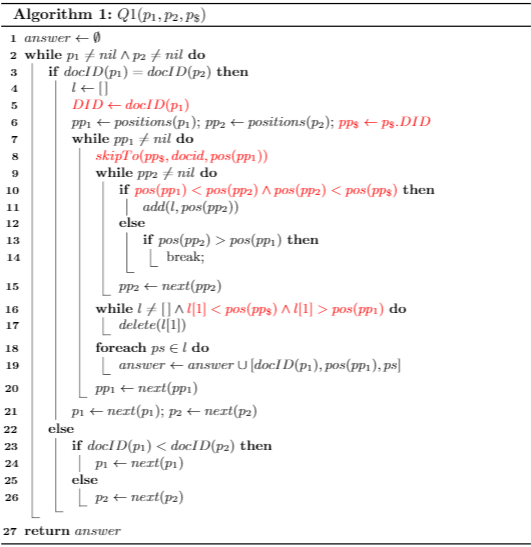 Algorithm 1: Q1(p₁, p₂, p$)
1 answer ← ∅
2 while p₁ ≠ nil ∧ p₂ ≠ nil do
3 if docID(p₁) = docID(p₂) then
4 l ← []
5 DID ← docID(p₁)
6 pp₁ ← positions(p₁); pp₂ ← positions(p₂); pp$ ← p$.DID
7 while pp₁ ≠ nil do
8 skipTo(pp$, docid, pos(pp₁))
9 while pp₂ ≠ nil do
10 if pos(pp₁) < pos(pp₂) ∧ pos(pp₂) < pos(pp$) then
11 add(l, pos(pp₂))
12 else
13 if pos(pp₂) > pos(pp₁) then
14 break;
15 pp₂ ← next(pp₂)
16 while l ≠ [] ∧ l[1] < pos(pp$) ∧ l[1] > pos(pp₁) do
17 delete(l[1])
18 foreach ps ∈ l do
19 answer ← answer ∪ [docID(p₁), pos(pp₁), ps]
20 pp₁ ← next(pp₁)
21 p₁ ← next(p₁); p₂ ← next(p₂)
22 else
23 if docID(p₁) < docID(p₂) then
24 p₁ ← next(p₁)
25 else
26 p₂ ← next(p₂)
27 return answer